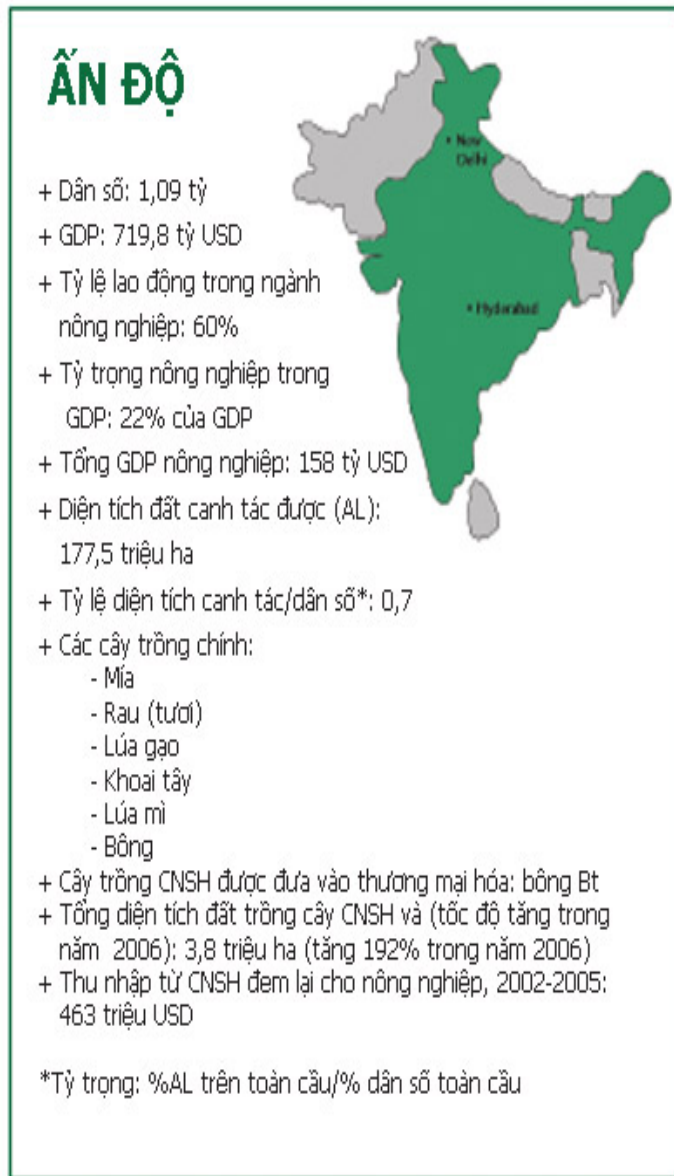 ẤN ĐỘ
New
Delhi
Hyderabad
+ Dân số: 1,09 tỷ
+ GDP: 719,8 tỷ USD
+ Tỷ lệ lao động trong ngành
nông nghiệp: 60%
+ Tỷ trọng nông nghiệp trong
GDP: 22% của GDP
+ Tổng GDP nông nghiệp: 158 tỷ USD
+ Diện tích đất canh tác được (AL):
177,5 triệu ha
+ Tỷ lệ diện tích canh tác/dân số*: 0,7
+ Các cây trồng chính:
- Mía
- Rau (tươi)
- Lúa gạo
- Khoai tây
- Lúa mì
- Bông
+ Cây trồng CNSH được đưa vào thương mại hóa: bông Bt
+ Tổng diện tích đất trồng cây CNSH và (tốc độ tăng trong
năm 2006): 3,8 triệu ha (tăng 192% trong năm 2006)
+ Thu nhập từ CNSH đem lại cho nông nghiệp, 2002-2005:
463 triệu USD
*Tỷ trọng: %AL trên toàn cầu/% dân số toàn cầu